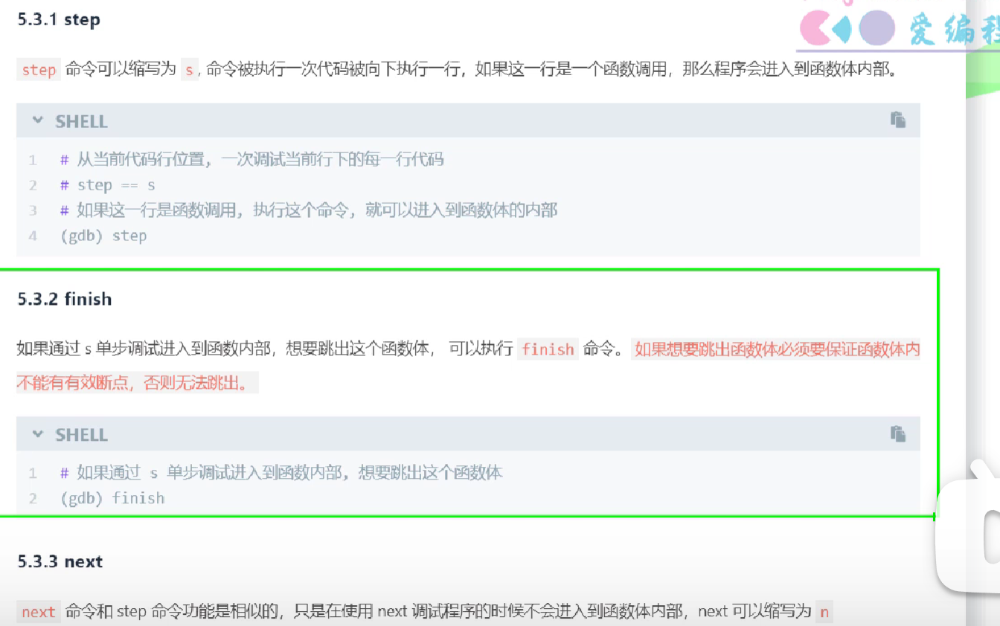 5.3.1 step
爱编程
step 命令可以缩写为 s, 命令被执行一次代码被向下执行一行，如果这一行是一个函数调用，那么程序会进入到函数体内部。
SHELL
1 # 从当前代码行位置，一次调试当前行下的每一行代码
2 # step == s
3 # 如果这一行是函数调用，执行这个命令，就可以进入到函数体的内部
4 (gdb) step
5.3.2 finish
如果通过 s 单步调试进入到函数内部，想要跳出这个函数体， 可以执行 finish 命令。如果想要跳出函数体必须要保证函数体内
不能有有效断点，否则无法跳出。
SHELL
1 # 如果通过 s 单步调试进入到函数内部，想要跳出这个函数体
2 (gdb) finish
5.3.3 next
next 命令和 step 命令功能是相似的，只是在使用 next 调试程序的时候不会进入到函数体内部，next 可以缩写为 n